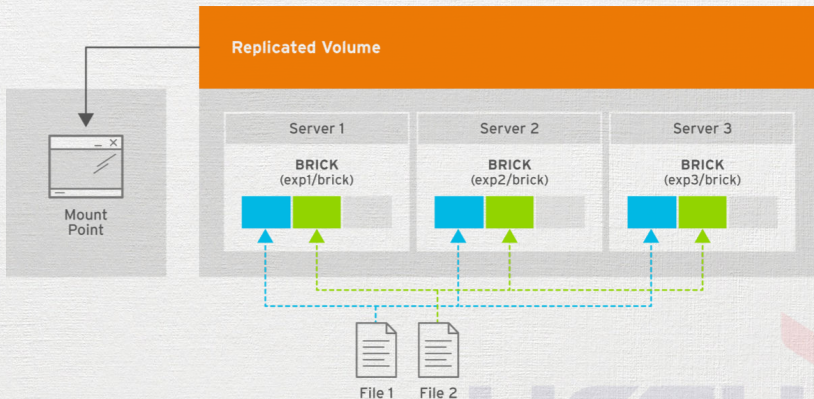 Replicated Volume
Server 1
Server 2
Server 3
BRICK
(exp1/brick)
BRICK
(exp2/brick)
BRICK
(exp3/brick)
Mount
Point
File 1
File 2